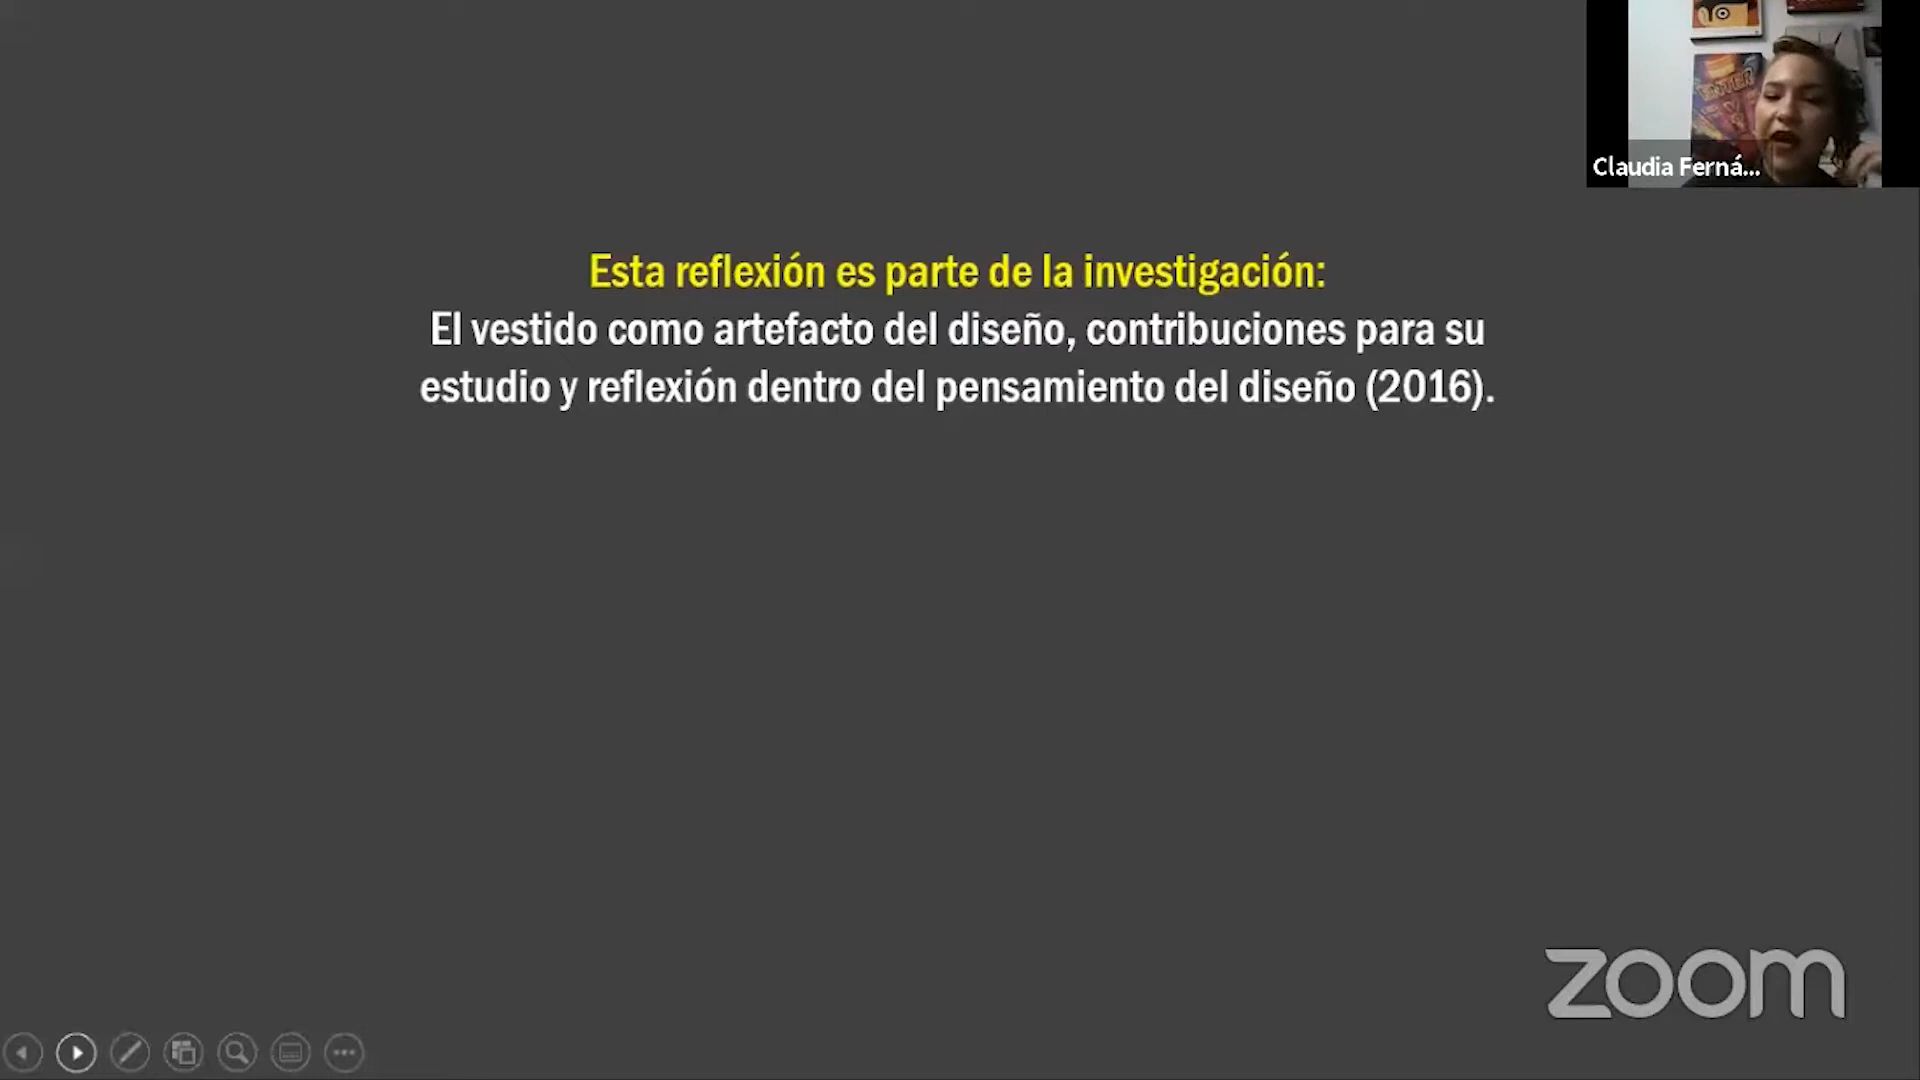 Claudia Ferná...
Esta reflexión es parte de la investigación:
El vestido como artefacto del diseño, contribuciones para su
estudio y reflexión dentro del pensamiento del diseño (2016).
zoom